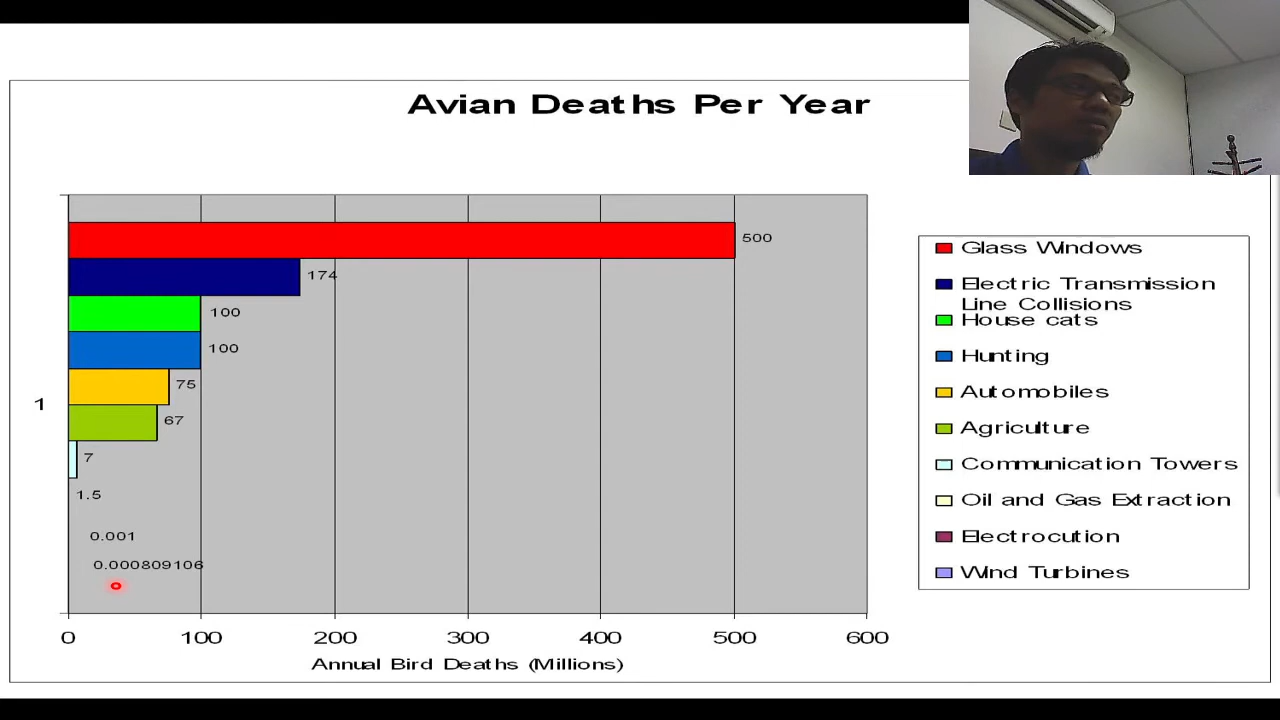 Avian Deaths Per Year
500
174
100
100
75
67
7
1.5
0.001
0.000809106
1
0 100 200 300 400 500 600
Annual Bird Deaths (Millions)
Glass Windows
Electric Transmission
Line Collisions
House cats
Hunting
Automobiles
Agriculture
Communication Towers
Oil and Gas Extraction
Electrocution
Wind Turbines